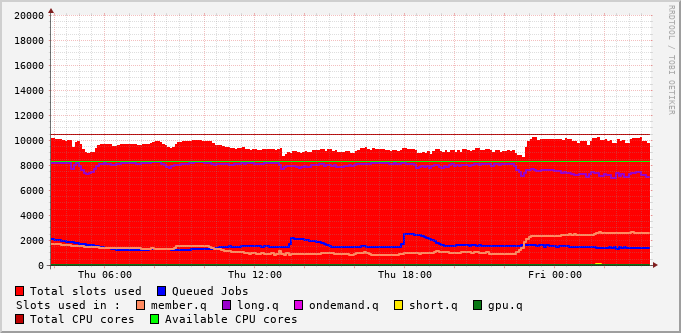 20000
18000
16000
14000
12000
10000
8000
6000
4000
2000
0
Thu 06:00 Thu 12:00 Thu 18:00 Fri 00:00
RRDTOOL / TOBI OETIKER
Total slots used Queued Jobs
Slots used in : member.q long.q ondemand.q short.q gpu.q
Total CPU cores Available CPU cores